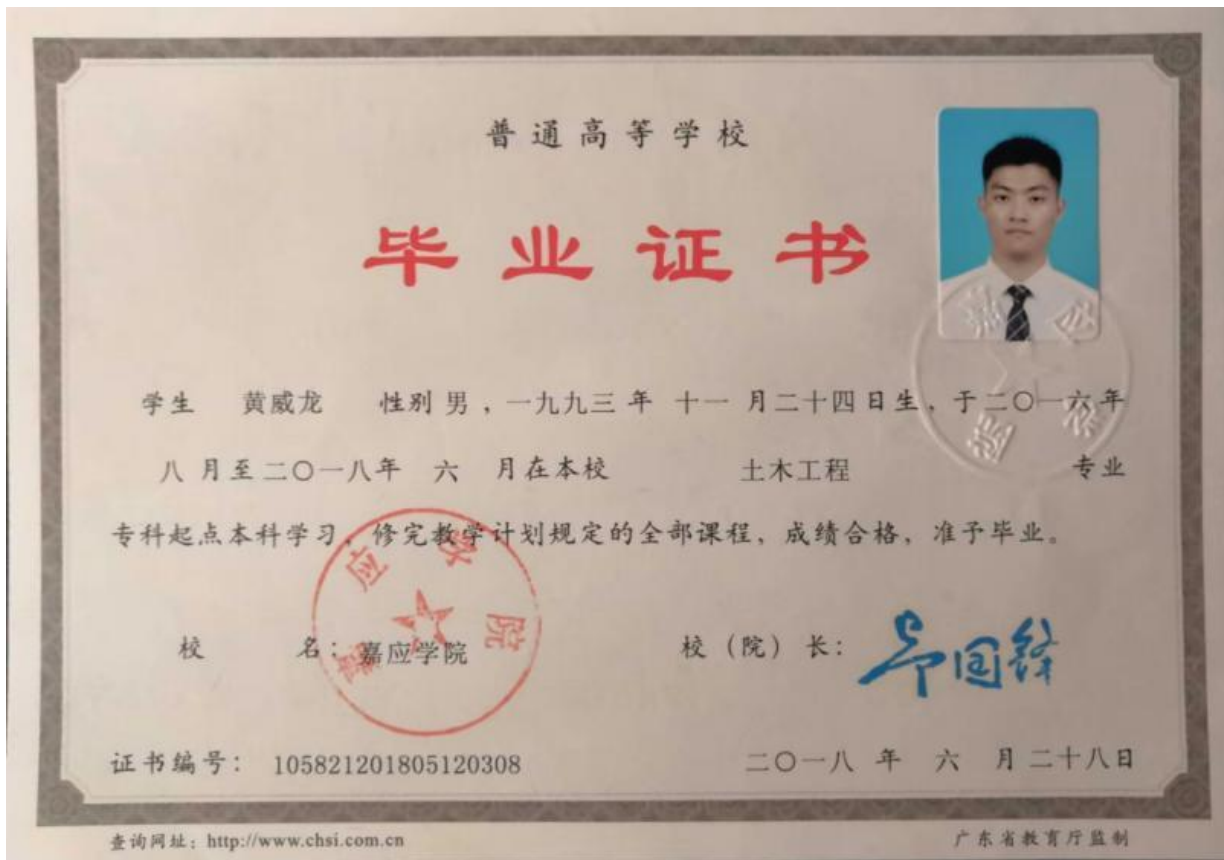 普通高等学校
毕业证书
学生 黄威龙 性别 男，一九九三 年 十一 月二十四日生，于二〇一六年
八 月至二〇一八年 六 月在本校 土木工程 专业
专科起点本科学习，修完教学计划规定的全部课程，成绩合格，准予毕业。
嘉应学院
校 名：嘉应学院 校（院）长：
证书编号：105821201805120308 二〇一八 年 六 月二十八日
查询网址：http://www.chsi.com.cn 广东省教育厅监制